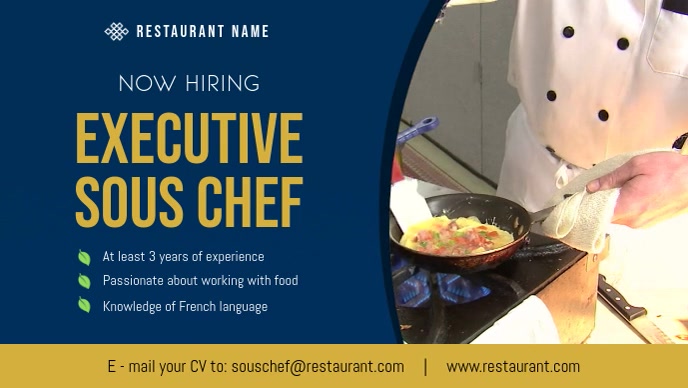 RESTAURANT NAME
NOW HIRING
EXECUTIVE
SOUS CHEF
At least 3 years of experience
Passionate about working with food
Knowledge of French language
E - mail your CV to: souschef@restaurant.com | www.restaurant.com